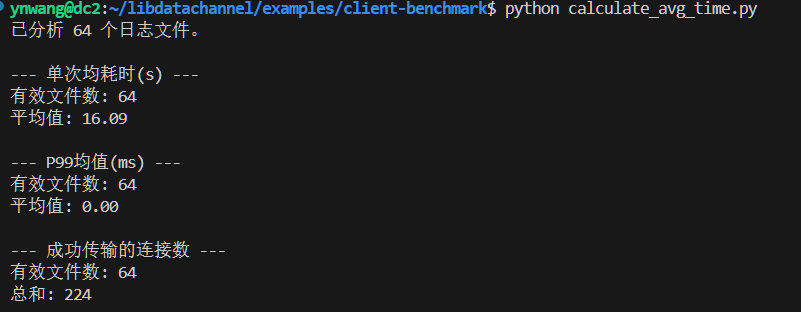 ynwang@dc2:~/libdatachannel/examples/client-benchmark$ python calculate_avg_time.py
已分析 64 个日志文件。
--- 单次均耗时(s) ---
有效文件数: 64
平均值: 16.09
--- P99均值(ms) ---
有效文件数: 64
平均值: 0.00
--- 成功传输的连接数 ---
有效文件数: 64
总和: 224